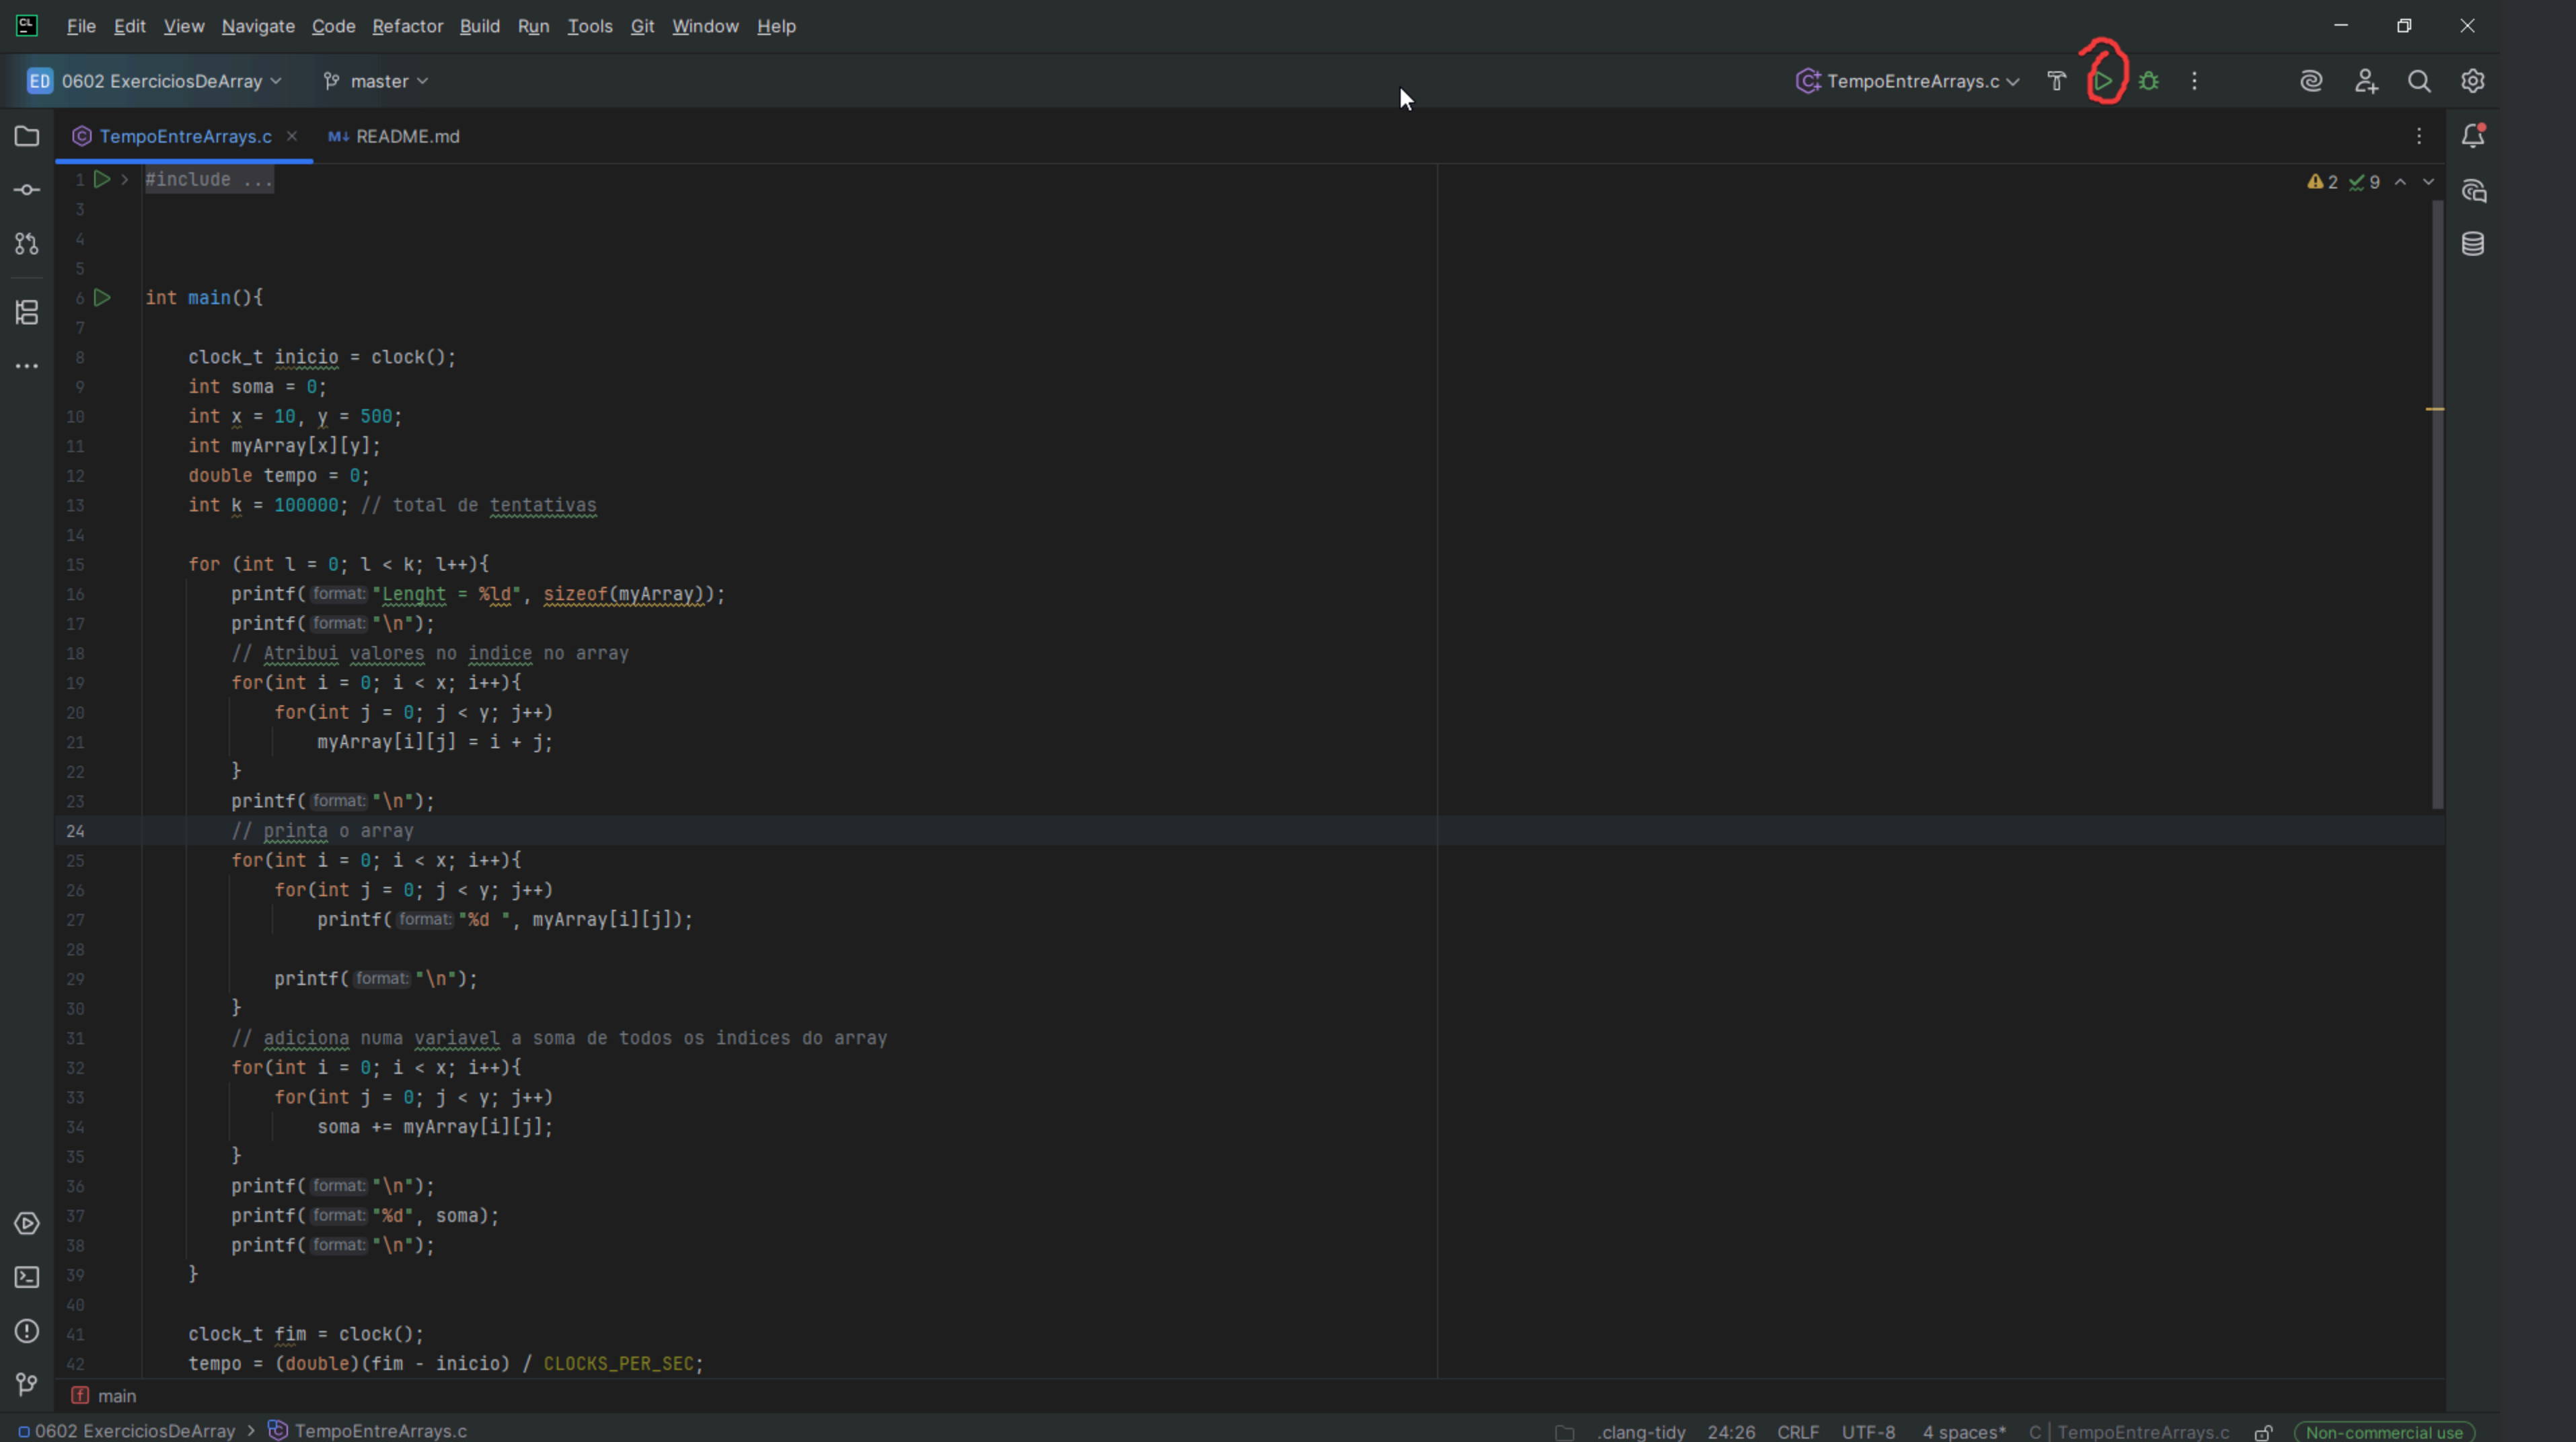 CL
File Edit View Navigate Code Refactor Build Run Tools Git Window Help
ED 0602 ExerciciosDeArray master TempoEntreArrays.c
TempoEntreArrays.c README.md
1 #include ...
2 9
3
4
5
6 int main(){
7
8 clock_t inicio = clock();
9 int soma = 0;
10 int x = 10, y = 500;
11 int myArray[x][y];
12 double tempo = 0;
13 int k = 100000; // total de tentativas
14
15 for (int l = 0; l < k; l++){
16 printf( format: "Lenght = %ld", sizeof(myArray));
17 printf( format: "\n");
18 // Atribui valores no indice no array
19 for(int i = 0; i < x; i++){
20 for(int j = 0; j < y; j++)
21 myArray[i][j] = i + j;
22 }
23 printf( format: "\n");
24 // printa o array
25 for(int i = 0; i < x; i++){
26 for(int j = 0; j < y; j++)
27 printf( format: "%d ", myArray[i][j]);
28
29 printf( format: "\n");
30 }
31 // adiciona numa variavel a soma de todos os indices do array
32 for(int i = 0; i < x; i++){
33 for(int j = 0; j < y; j++)
34 soma += myArray[i][j];
35 }
36 printf( format: "\n");
37 printf( format: "%d", soma);
38 printf( format: "\n");
39 }
40
41 clock_t fim = clock();
42 tempo = (double)(fim - inicio) / CLOCKS_PER_SEC;
f main
0602 ExerciciosDeArray > TempoEntreArrays.c .clang-tidy 24:26 CRLF UTF-8 4 spaces* C | TempoEntreArrays.c Non-commercial use